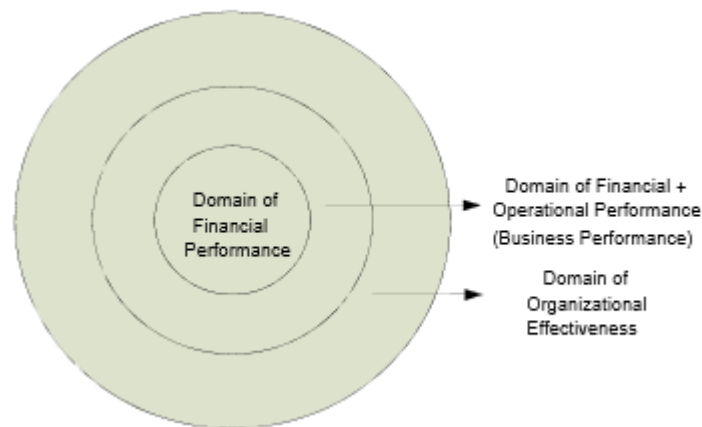 Domain of
Financial
Performance
Domain of Financial +
Operational Performance
(Business Performance)
Domain of
Organizational
Effectiveness